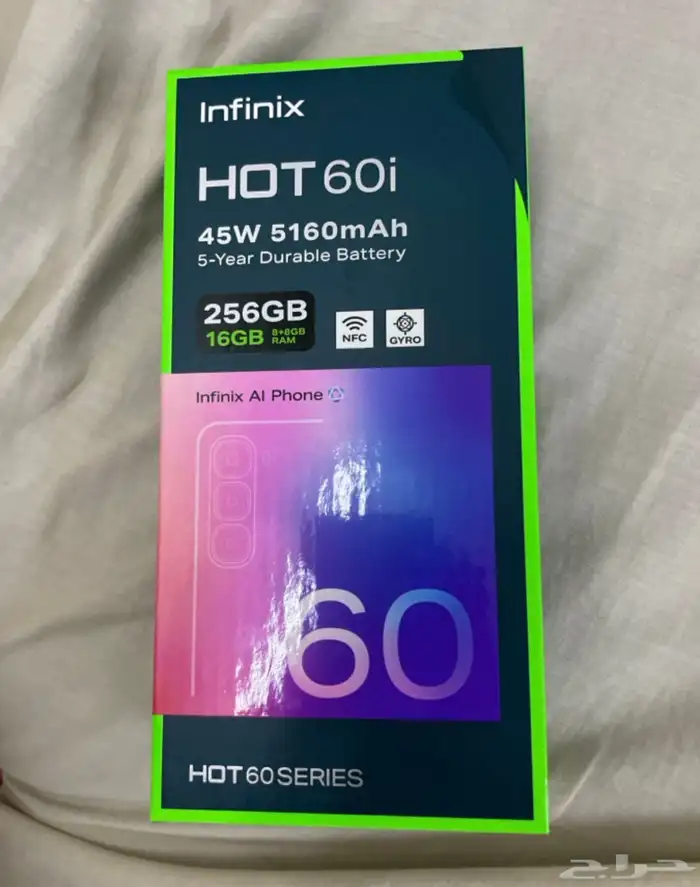 Infinix
HOT 60i
45W 5160mAh
5-Year Durable Battery
256GB
16GB 8+8GB RAM
NFC
GYRO
Infinix AI Phone
60
HOT 60 SERIES
حراج